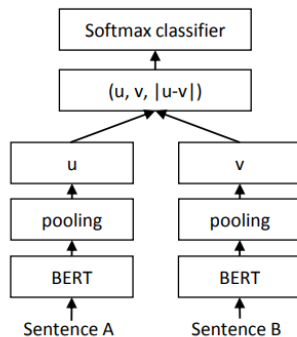 Softmax classifier
(u, v, |u-v|)
u v
pooling pooling
BERT BERT
Sentence A Sentence B